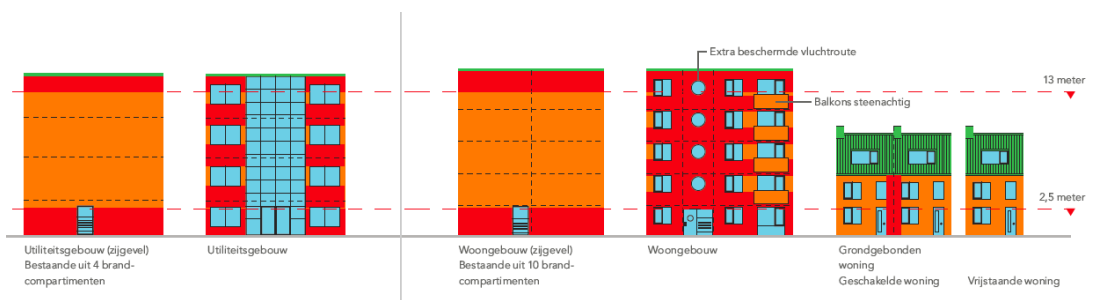 Extra beschermde vluchtroute
13 meter
Balkons steenachtig
2,5 meter
Utiliteitsgebouw (zijgevel)
Bestaande uit 4 brand-
compartimenten
Utiliteitsgebouw
Woongebouw (zijgevel)
Bestaande uit 10 brand-
compartimenten
Woongebouw
Grondgebonden
woning
Geschakelde woning
Vrijstaande woning